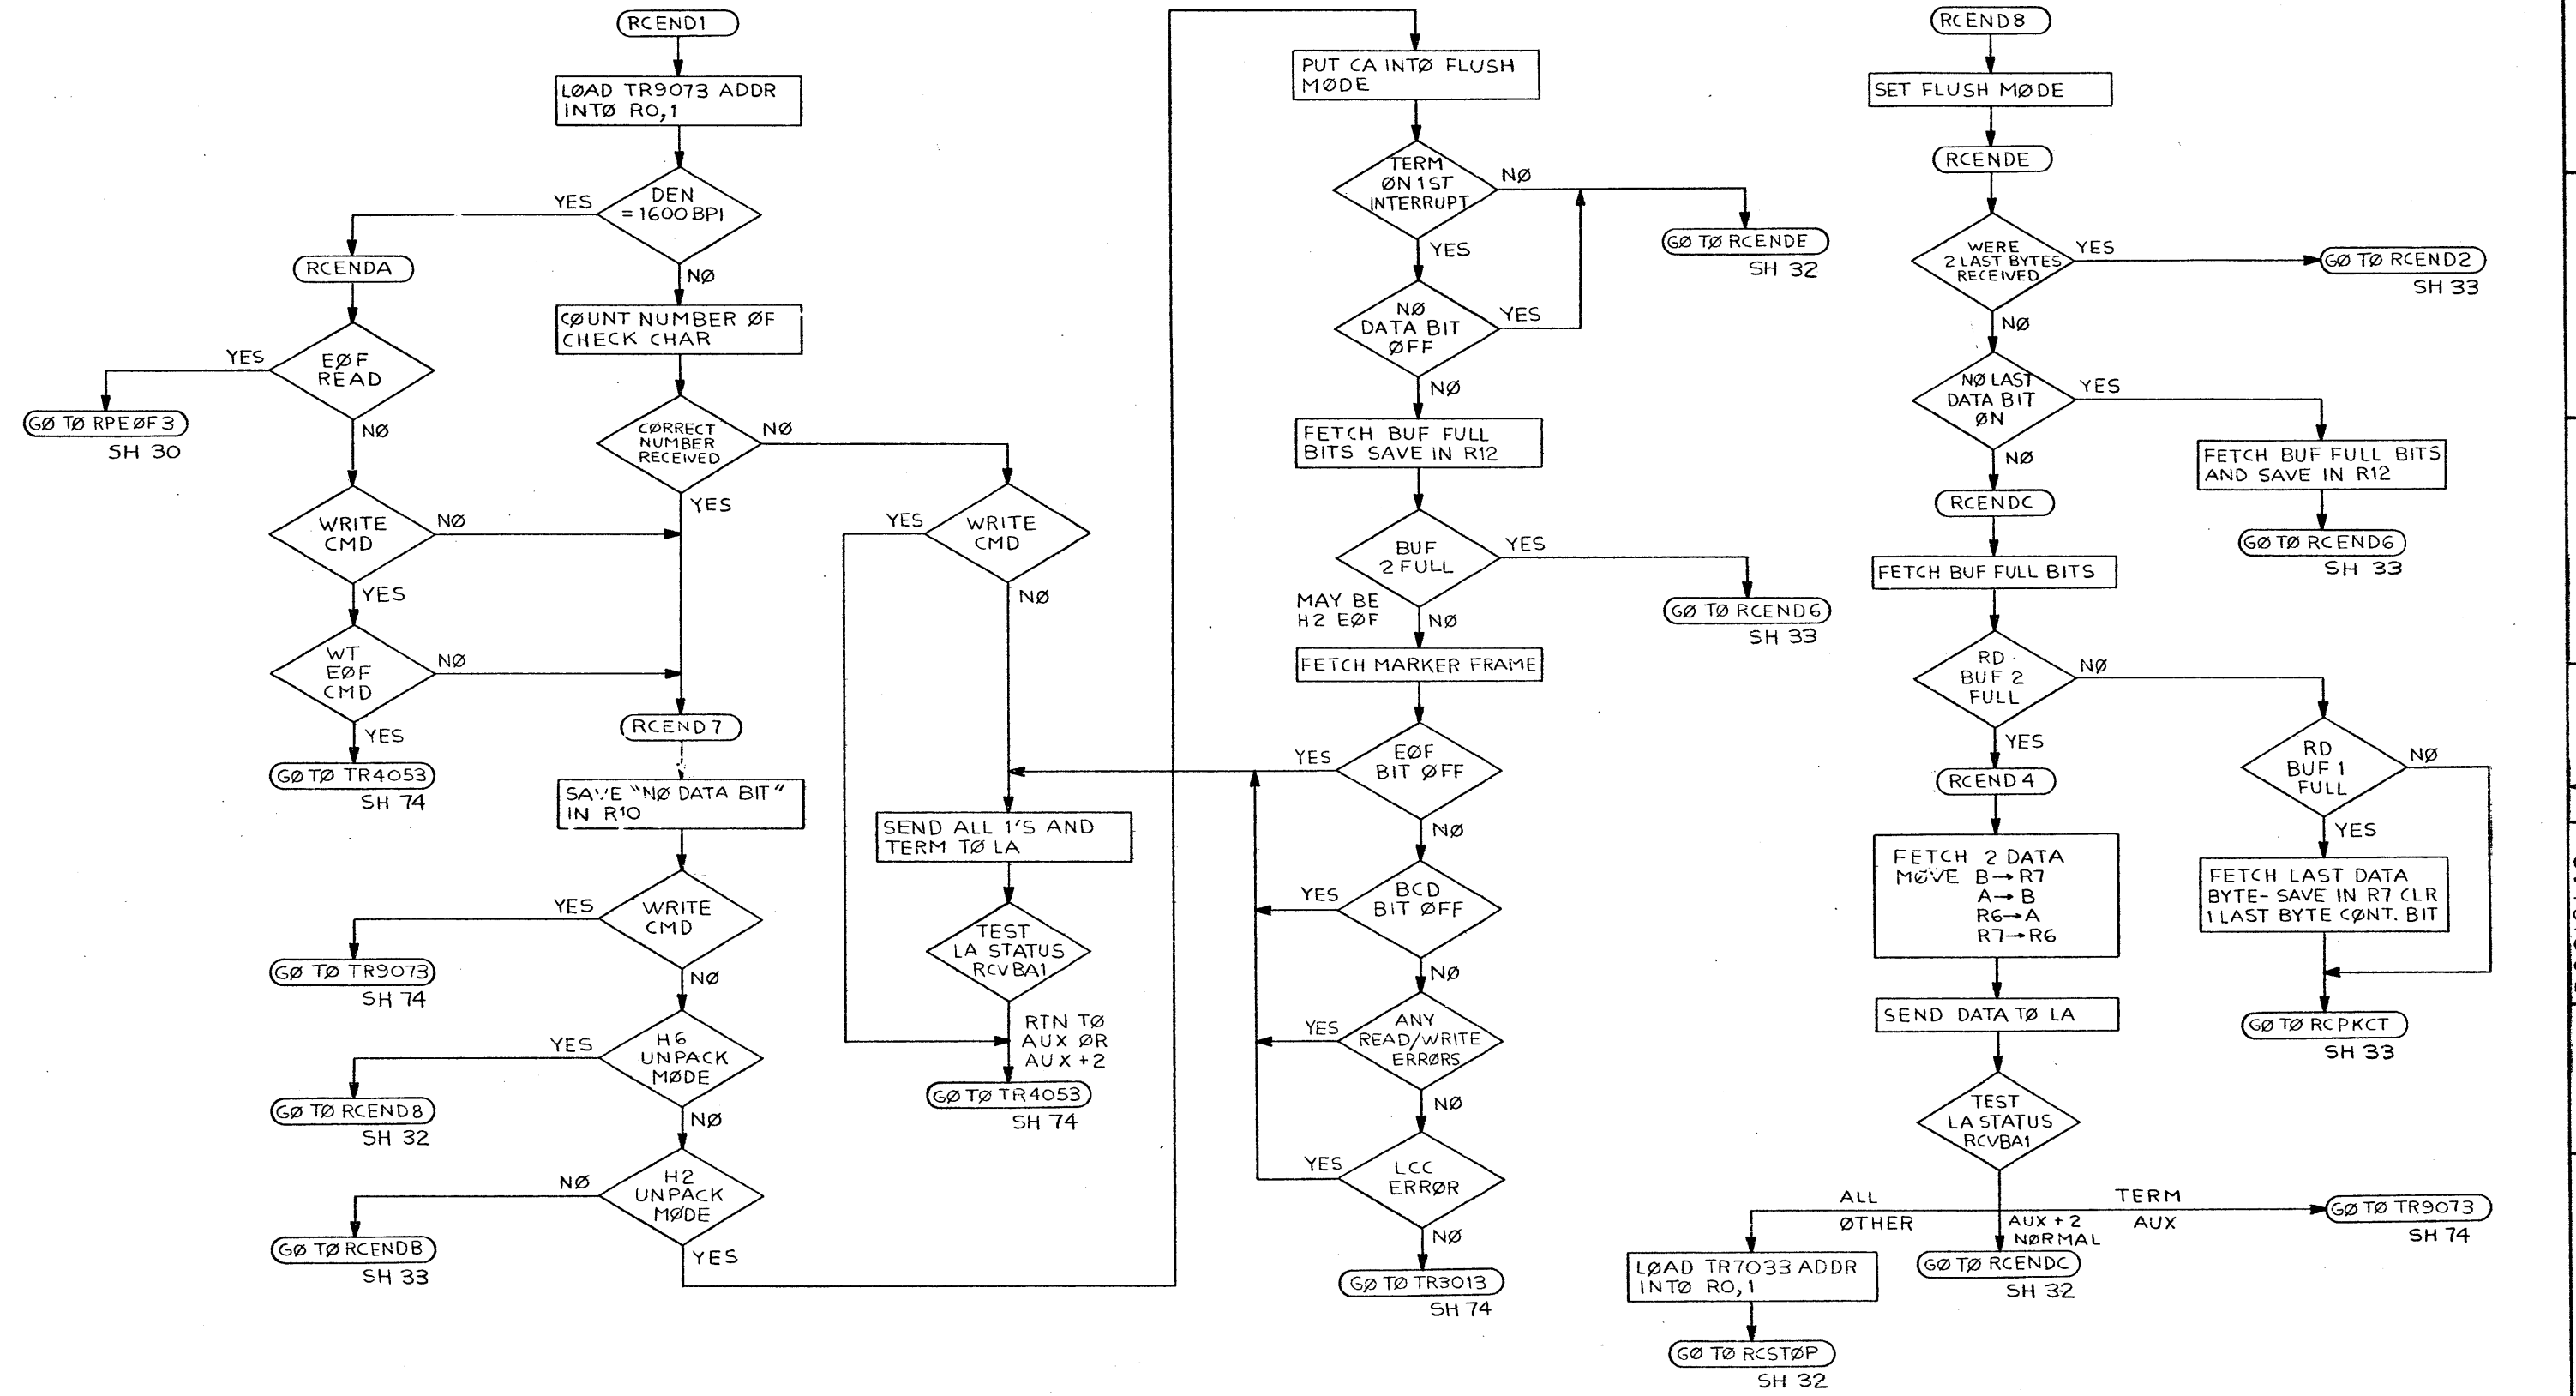 RCEND1
LØAD TR9073 ADDR
INTØ R0,1
DEN
= 1600 BPI
YES
NØ
RCENDA
EØF
READ
YES
GØ TØ RPEØF3
SH 30
NØ
WRITE
CMD
NØ
YES
WT
EØF
CMD
NØ
YES
GØ TØ TR4053
SH 74
CØUNT NUMBER ØF
CHECK CHAR
CØRRECT
NUMBER
RECEIVED
NØ
YES
RCEND7
SAVE "NØ DATA BIT"
IN R10
WRITE
CMD
YES
GØ TØ TR9073
SH 74
NØ
H6
UNPACK
MØDE
YES
GØ TØ RCEND8
SH 32
NØ
H2
UNPACK
MØDE
NØ
GØ TØ RCENDB
SH 33
YES
WRITE
CMD
YES
NØ
SEND ALL 1'S AND
TERM TØ LA
TEST
LA STATUS
RCVBA1
RTN TØ
AUX ØR
AUX +2
GØ TØ TR4053
SH 74
PUT CA INTØ FLUSH
MØDE
TERM
ØN 1ST
INTERRUPT
NØ
GØ TØ RCENDE
SH 32
YES
NØ
DATA BIT
ØFF
YES
NØ
FETCH BUF FULL
BITS SAVE IN R12
BUF
2 FULL
YES
GØ TØ RCEND6
SH 33
MAY BE
H2 EØF
NØ
FETCH MARKER FRAME
EØF
BIT ØFF
YES
NØ
BCD
BIT ØFF
YES
NØ
ANY
READ/WRITE
ERRØRS
YES
NØ
LCC
ERRØR
YES
NØ
GØ TØ TR3013
SH 74
RCEND8
SET FLUSH MØDE
RCENDE
WERE
2 LAST BYTES
RECEIVED
YES
GØ TØ RCEND2
SH 33
NØ
NØ LAST
DATA BIT
ØN
YES
FETCH BUF FULL BITS
AND SAVE IN R12
GØ TØ RCEND6
SH 33
NØ
RCENDC
FETCH BUF FULL BITS
RD
BUF 2
FULL
NØ
YES
RD
BUF 1
FULL
NØ
YES
FETCH LAST DATA
BYTE- SAVE IN R7 CLR
1 LAST BYTE CØNT. BIT
GØ TØ RCPKCT
SH 33
RCEND4
FETCH 2 DATA
MØVE B→R7
A→B
R6→A
R7→R6
SEND DATA TØ LA
TEST
LA STATUS
RCVBA1
ALL
ØTHER
LØAD TR7033 ADDR
INTØ R0,1
GØ TØ RCSTØP
SH 32
AUX + 2
NØRMAL
GØ TØ RCENDC
SH 32
TERM
AUX
GØ TØ TR9073
SH 74